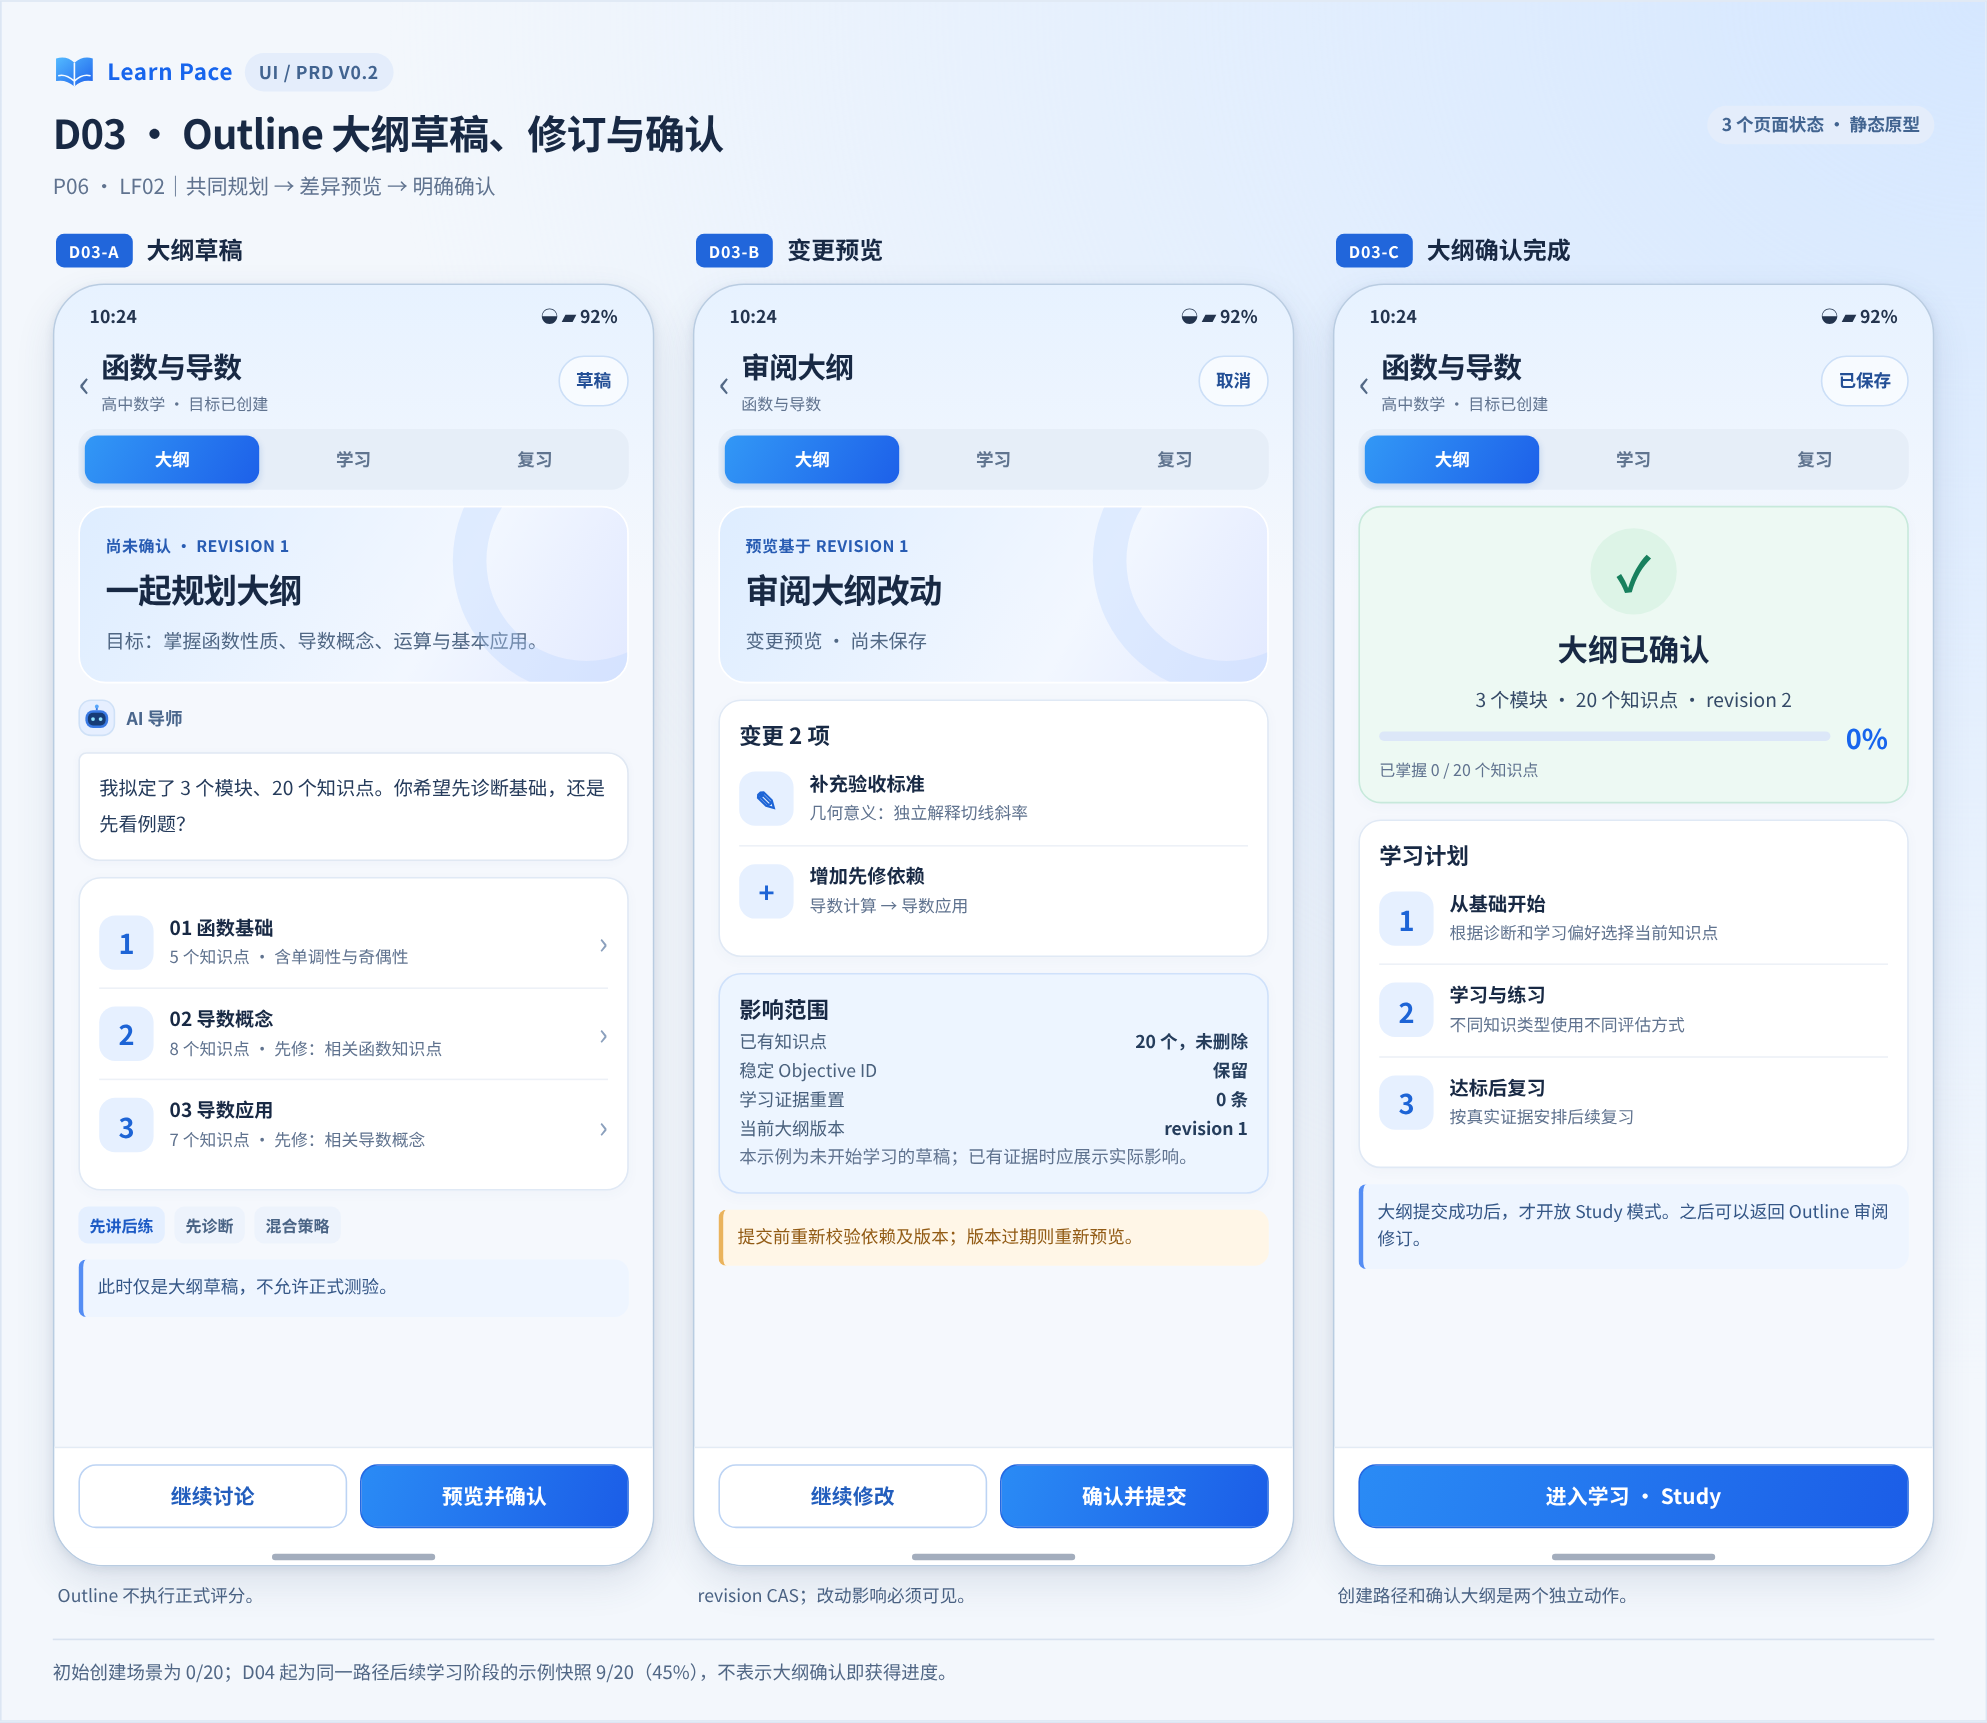 Learn Pace
UI / PRD V0.2
D03 · Outline 大纲草稿、修订与确认
3 个页面状态 · 静态原型
P06 · LF02｜共同规划 → 差异预览 → 明确确认
D03-A 大纲草稿
10:24
92%
函数与导数
高中数学 · 目标已创建
草稿
大纲 学习 复习
尚未确认 · REVISION 1
一起规划大纲
目标：掌握函数性质、导数概念、运算与基本应用。
AI 导师
我拟定了 3 个模块、20 个知识点。你希望先诊断基础，还是
先看例题？
1
01 函数基础
5 个知识点 · 含单调性与奇偶性
2
02 导数概念
8 个知识点 · 先修：相关函数知识点
3
03 导数应用
7 个知识点 · 先修：相关导数概念
先讲后练 先诊断 混合策略
此时仅是大纲草稿，不允许正式测验。
继续讨论 预览并确认
Outline 不执行正式评分。
D03-B 变更预览
10:24
92%
审阅大纲
函数与导数
取消
大纲 学习 复习
预览基于 REVISION 1
审阅大纲改动
变更预览 · 尚未保存
变更 2 项
补充验收标准
几何意义：独立解释切线斜率
+
增加先修依赖
导数计算 → 导数应用
影响范围
已有知识点 20 个，未删除
稳定 Objective ID 保留
学习证据重置 0 条
当前大纲版本 revision 1
本示例为未开始学习的草稿；已有证据时应展示实际影响。
提交前重新校验依赖及版本；版本过期则重新预览。
继续修改 确认并提交
revision CAS；改动影响必须可见。
D03-C 大纲确认完成
10:24
92%
函数与导数
高中数学 · 目标已创建
已保存
大纲 学习 复习
大纲已确认
3 个模块 · 20 个知识点 · revision 2
0%
已掌握 0 / 20 个知识点
学习计划
1
从基础开始
根据诊断和学习偏好选择当前知识点
2
学习与练习
不同知识类型使用不同评估方式
3
达标后复习
按真实证据安排后续复习
大纲提交成功后，才开放 Study 模式。之后可以返回 Outline 审阅
修订。
进入学习 · Study
创建路径和确认大纲是两个独立动作。
初始创建场景为 0/20；D04 起为同一路径后续学习阶段的示例快照 9/20（45%），不表示大纲确认即获得进度。